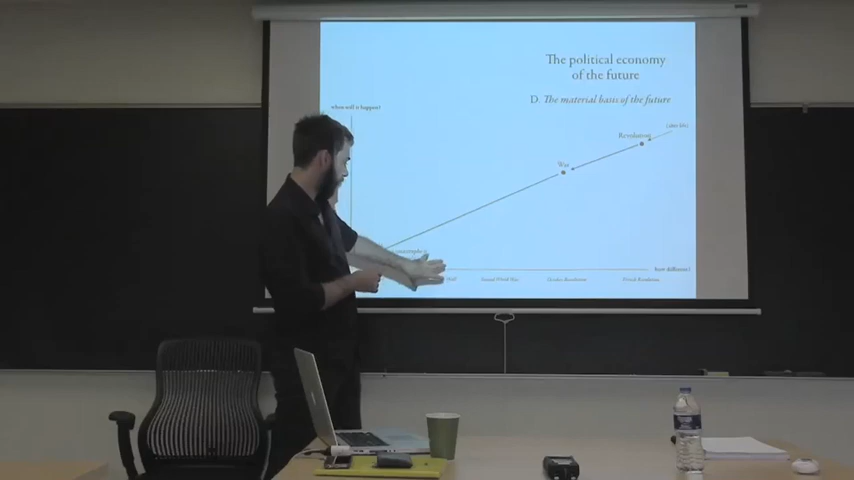 The political economy
of the future
D. The material basis of the future
when will it happen?
Revolution
War
how different?
Second World War
October Revolution
French Revolution